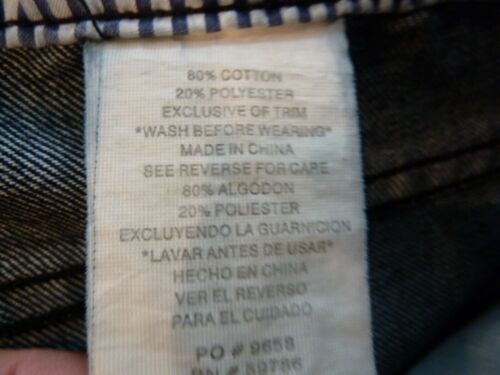 80% COTTON
20% POLYESTER
EXCLUSIVE OF TRIM
*WASH BEFORE WEARING*
MADE IN CHINA
SEE REVERSE FOR CARE
80% ALGODON
20% POLIESTER
EXCLUYENDO LA GUARNICION
*LAVAR ANTES DE USAR*
HECHO EN CHINA
VER EL REVERSO
PARA EL CUIDADO
PO # 9658
RN # 59786